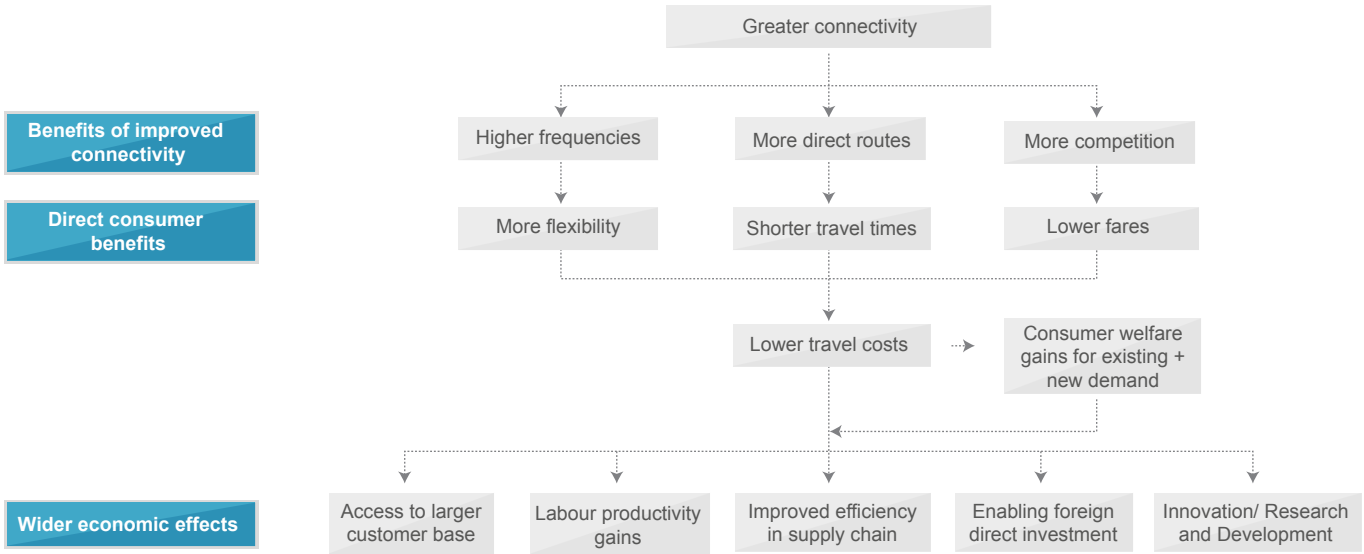 Greater connectivity
Benefits of improved
connectivity
Higher frequencies
More direct routes
More competition
Direct consumer
benefits
More flexibility
Shorter travel times
Lower fares
Lower travel costs
Consumer welfare
gains for existing +
new demand
Wider economic effects
Access to larger
customer base
Labour productivity
gains
Improved efficiency
in supply chain
Enabling foreign
direct investment
Innovation/ Research
and Development